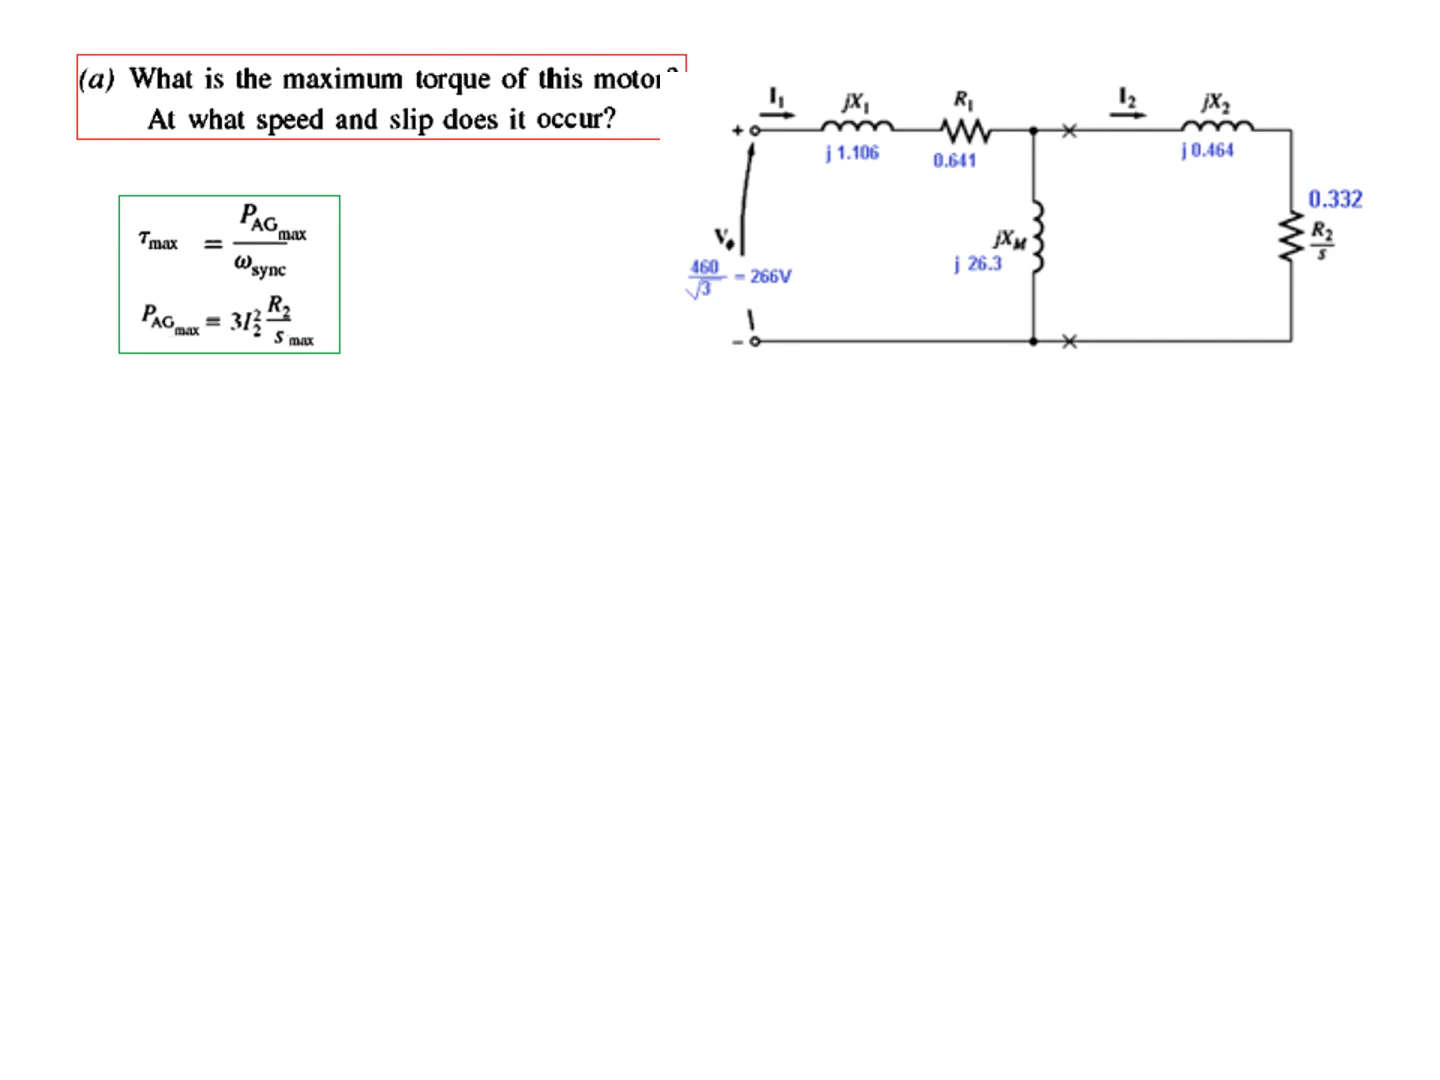 (a) What is the maximum torque of this motor?
At what speed and slip does it occur?
τmax = PAGmax / ωsync
PAGmax = 3I₂² R₂ / smax
I₁ jX₁ R₁ I₂ jX₂
+
j 1.106 0.641 j 0.464
0.332
R₂/s
Vϕ jXM
460/√3 = 266V j 26.3
−